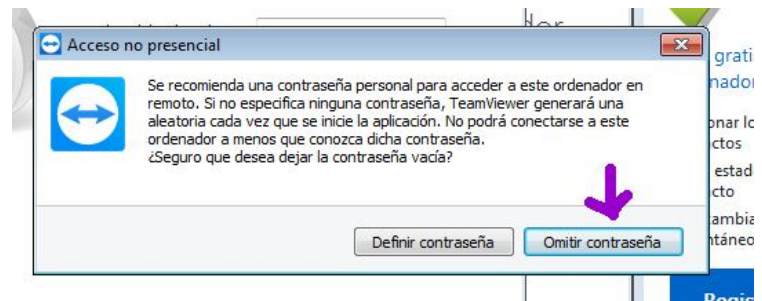 Acceso no presencial
grati
Se recomienda una contraseña personal para acceder a este ordenador en
remoto. Si no especifica ninguna contraseña, TeamViewer generará una
aleatoria cada vez que se inicie la aplicación. No podrá conectarse a este
ordenador a menos que conozca dicha contraseña.
¿Seguro que desea dejar la contraseña vacía?
Definir contraseña
Omitir contraseña
nador
onar lo
ctos
estad
cto
cambia
ntáneo